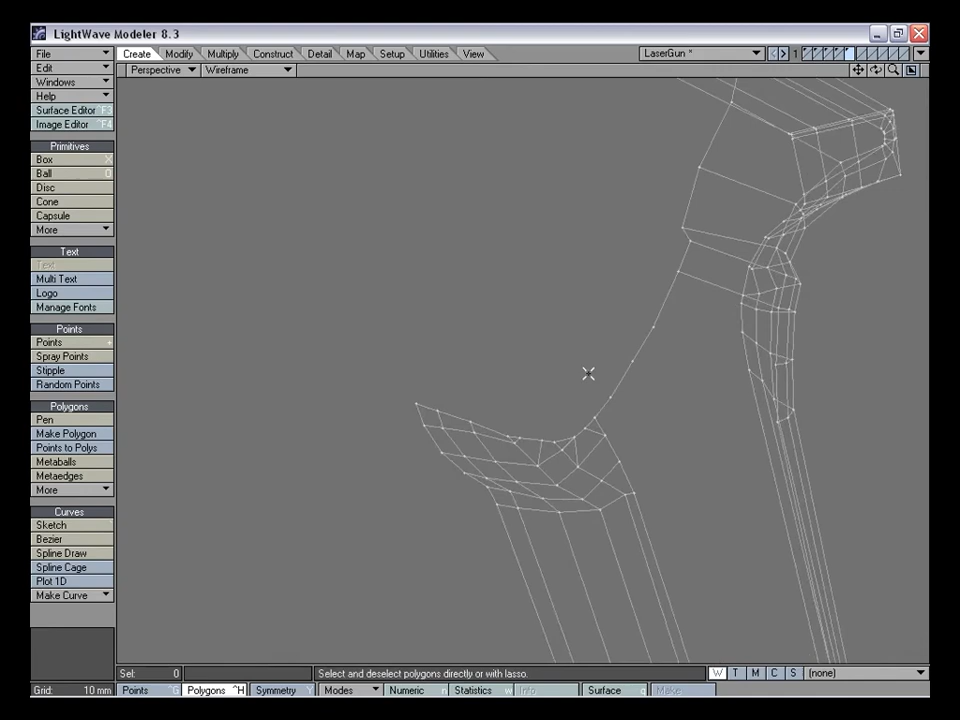 LightWave Modeler 8.3
File Create Modify Multiply Construct Detail Map Setup Utilities View LaserGun * 1
Edit Perspective Wireframe
Windows
Help
Surface Editor ^F3
Image Editor ^F4
Primitives
Box X
Ball O
Disc
Cone
Capsule
More
Text
Text
Multi Text
Logo
Manage Fonts
Points
Points +
Spray Points
Stipple
Random Points
Polygons
Pen
Make Polygon
Points to Polys
Metaballs
Metaedges
More
Curves
Sketch
Bezier
Spline Draw
Spline Cage
Plot 1D
Make Curve
Sel: 0 Select and deselect polygons directly or with lasso. W T M C S (none)
Grid: 10 mm Points ^G Polygons ^H Symmetry Y Modes Numeric n Statistics w Info Surface q Make